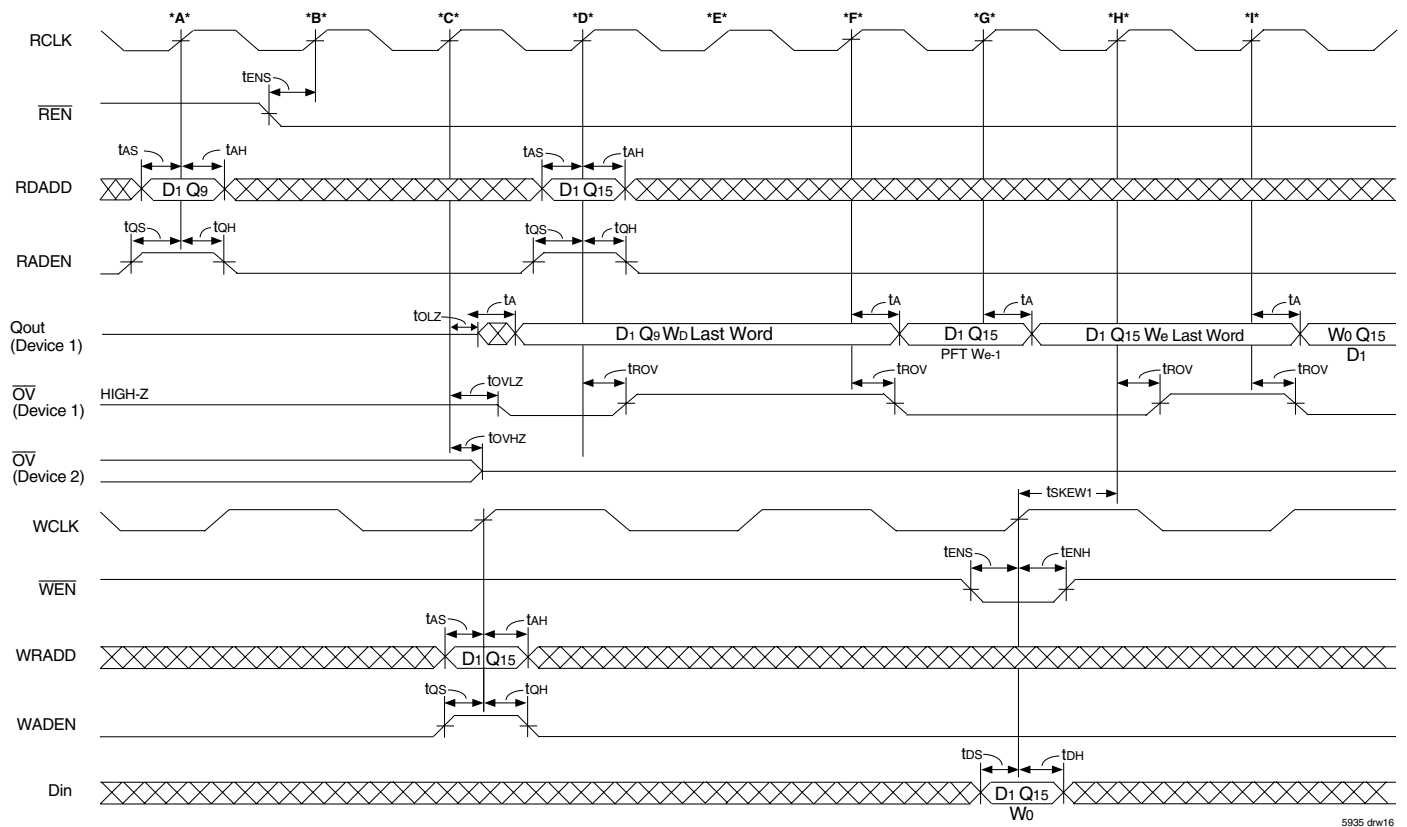 *A* *B* *C* *D* *E* *F* *G* *H* *I*
RCLK
tENS
REN
tAS tAH tAS tAH
RDADD D1 Q9 D1 Q15
tQS tQH tQS tQH
RADEN
tOLZ tA tA tA tA
Qout
(Device 1)
D1 Q9 WD Last Word D1 Q15 D1 Q15 We Last Word W0 Q15
PFT We-1 D1
tOVLZ tROV tROV tROV tROV
HIGH-Z
OV
(Device 1)
tOVHZ
OV
(Device 2)
tSKEW1
WCLK
tENS tENH
WEN
tAS tAH
WRADD D1 Q15
tQS tQH
WADEN
tDS tDH
Din D1 Q15
W0
5935 drw16